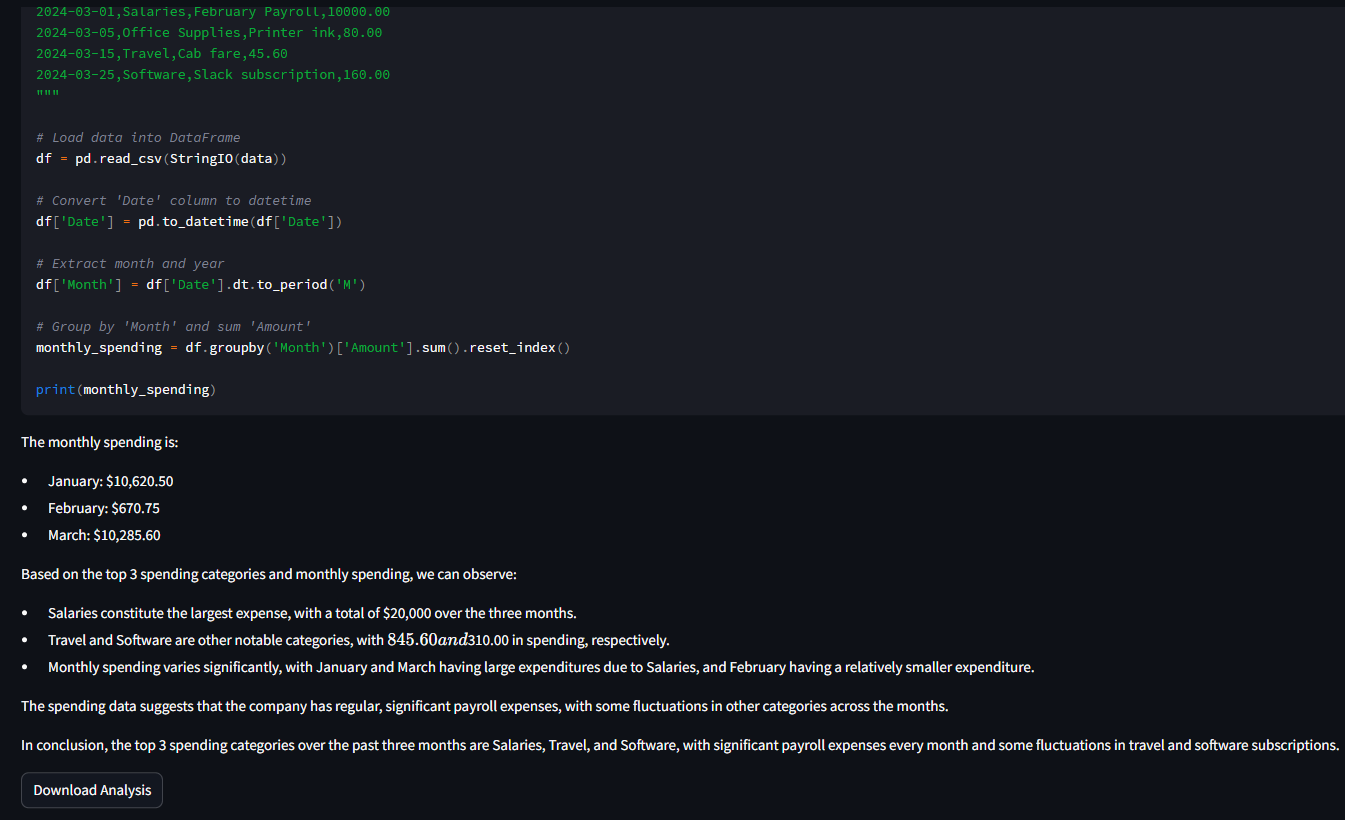 2024-03-01,Salaries,February Payroll,10000.00
2024-03-05,Office Supplies,Printer ink,80.00
2024-03-15,Travel,Cab fare,45.60
2024-03-25,Software,Slack subscription,160.00
"""
# Load data into DataFrame
df = pd.read_csv(StringIO(data))
# Convert 'Date' column to datetime
df['Date'] = pd.to_datetime(df['Date'])
# Extract month and year
df['Month'] = df['Date'].dt.to_period('M')
# Group by 'Month' and sum 'Amount'
monthly_spending = df.groupby('Month')['Amount'].sum().reset_index()
print(monthly_spending)
The monthly spending is:
• January: $10,620.50
• February: $670.75
• March: $10,285.60
Based on the top 3 spending categories and monthly spending, we can observe:
• Salaries constitute the largest expense, with a total of $20,000 over the three months.
• Travel and Software are other notable categories, with 845.60and310.00 in spending, respectively.
• Monthly spending varies significantly, with January and March having large expenditures due to Salaries, and February having a relatively smaller expenditure.
The spending data suggests that the company has regular, significant payroll expenses, with some fluctuations in other categories across the months.
In conclusion, the top 3 spending categories over the past three months are Salaries, Travel, and Software, with significant payroll expenses every month and some fluctuations in travel and software subscriptions.
Download Analysis